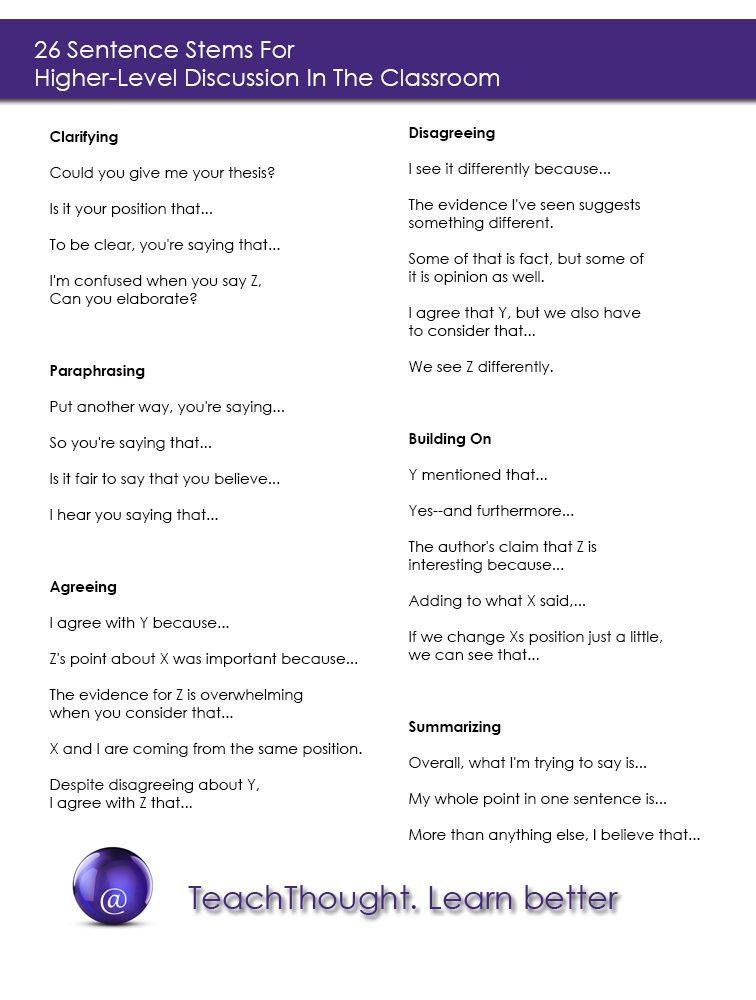 26 Sentence Stems For
Higher-Level Discussion In The Classroom
Clarifying
Could you give me your thesis?
Is it your position that...
To be clear, you're saying that...
I'm confused when you say Z,
Can you elaborate?
Paraphrasing
Put another way, you're saying...
So you're saying that...
Is it fair to say that you believe...
I hear you saying that...
Agreeing
I agree with Y because...
Z's point about X was important because...
The evidence for Z is overwhelming
when you consider that...
X and I are coming from the same position.
Despite disagreeing about Y,
I agree with Z that...
Disagreeing
I see it differently because...
The evidence I've seen suggests
something different.
Some of that is fact, but some of
it is opinion as well.
I agree that Y, but we also have
to consider that...
We see Z differently.
Building On
Y mentioned that...
Yes--and furthermore...
The author's claim that Z is
interesting because...
Adding to what X said,...
If we change Xs position just a little,
we can see that...
Summarizing
Overall, what I'm trying to say is...
My whole point in one sentence is...
More than anything else, I believe that...
@
TeachThought. Learn better